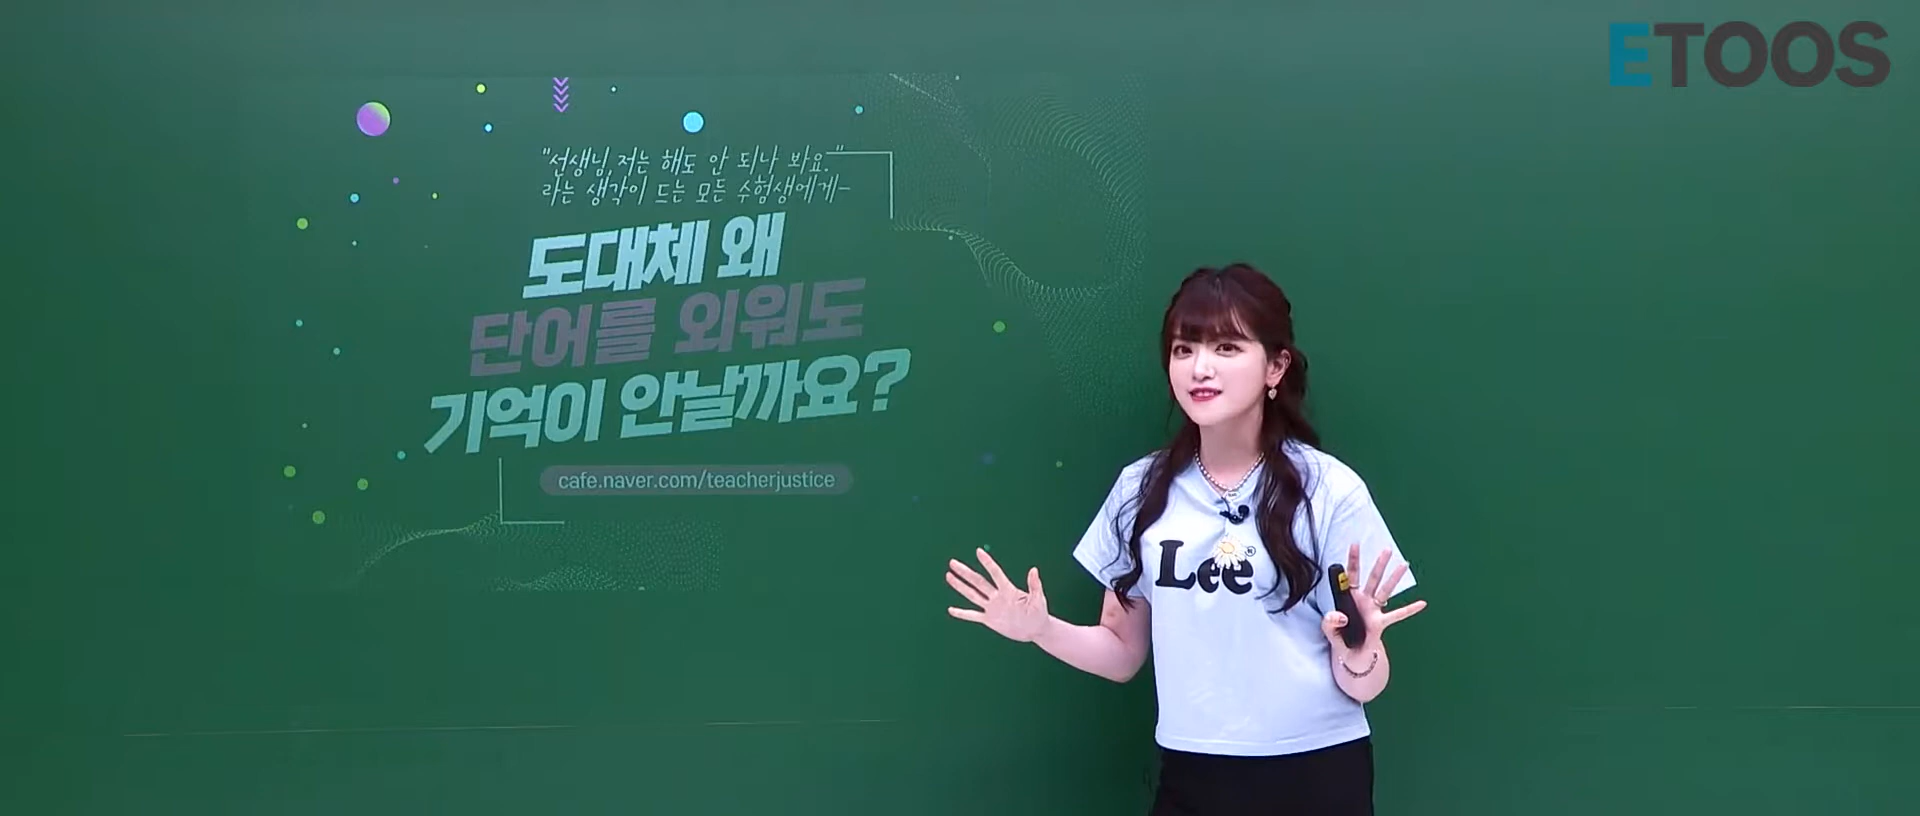 ETOOS
"선생님, 저는 해도 안 되나 봐요."
라는 생각이 드는 모든 수험생에게-
도대체 왜
단어를 외워도
기억이 안날까요?
cafe.naver.com/teacherjustice
Lee®